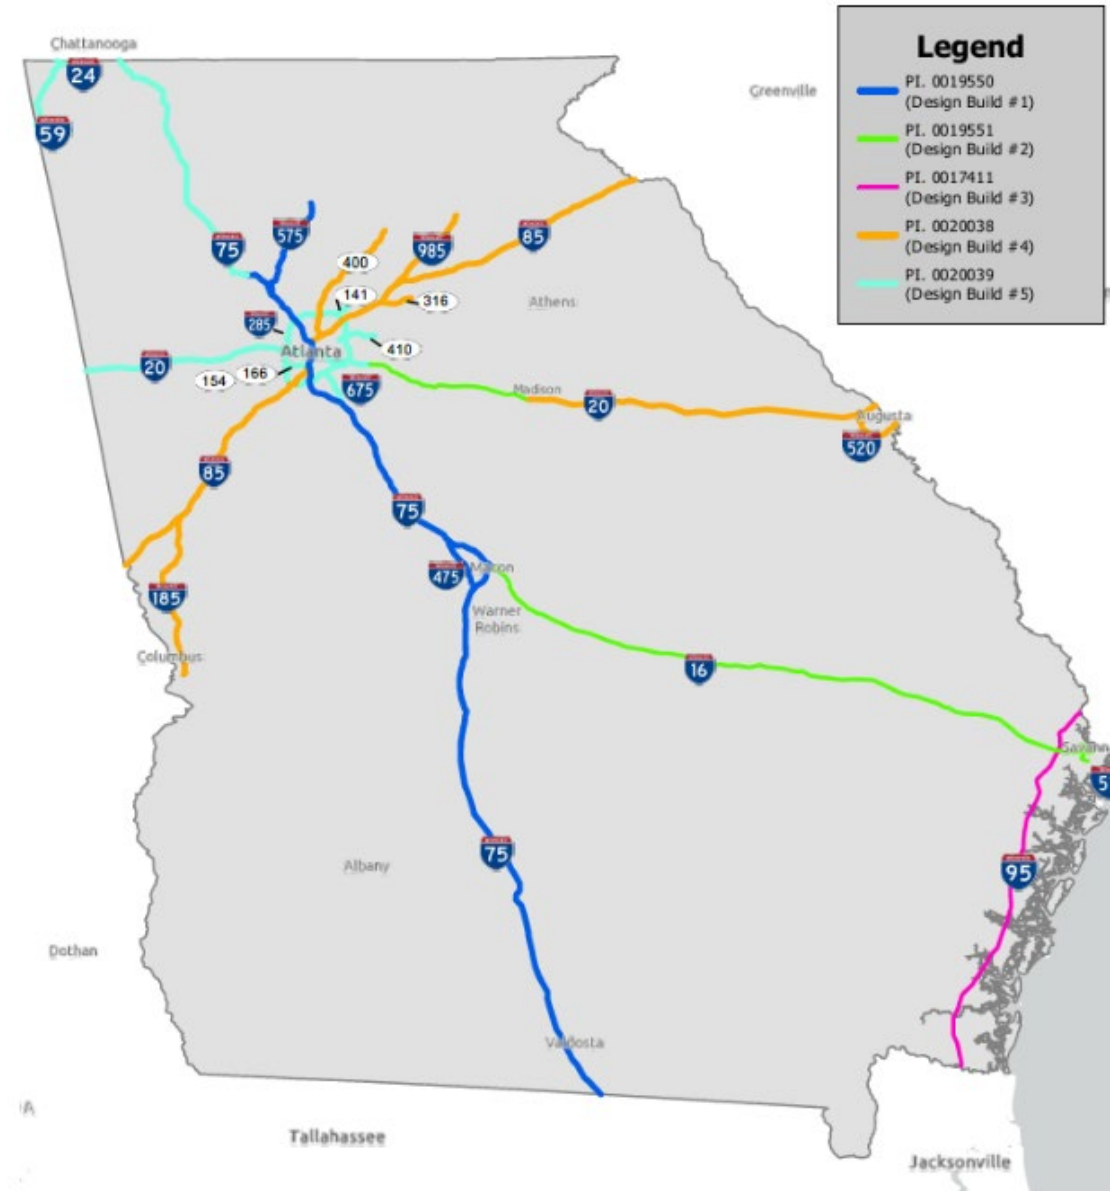 Legend
PI. 0019550
(Design Build #1)
PI. 0019551
(Design Build #2)
PI. 0017411
(Design Build #3)
PI. 0020038
(Design Build #4)
PI. 0020039
(Design Build #5)
Chattanooga
24
59
Greenville
575
75
985
85
400
141
316
Athens
285
Atlanta
410
20
154
166
675
Madison
20
Augusta
520
85
75
475
Macon
Warner
Robins
185
Columbus
16
Savann
5
75
95
Albany
Dothan
Valdosta
Tallahassee
Jacksonville